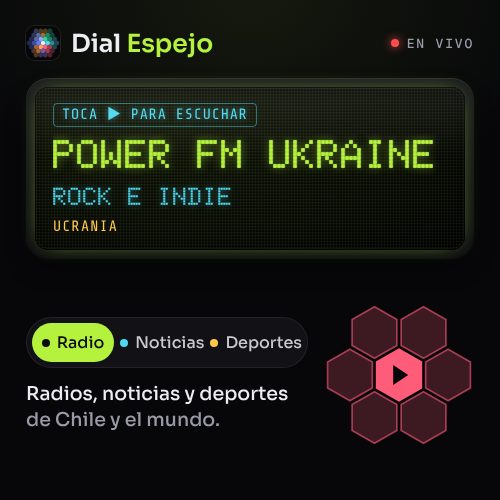 Dial Espejo
EN VIVO
TOCA ▶ PARA ESCUCHAR
POWER FM UKRAINE
ROCK E INDIE
UCRANIA
Radio Noticias Deportes
Radios, noticias y deportes
de Chile y el mundo.